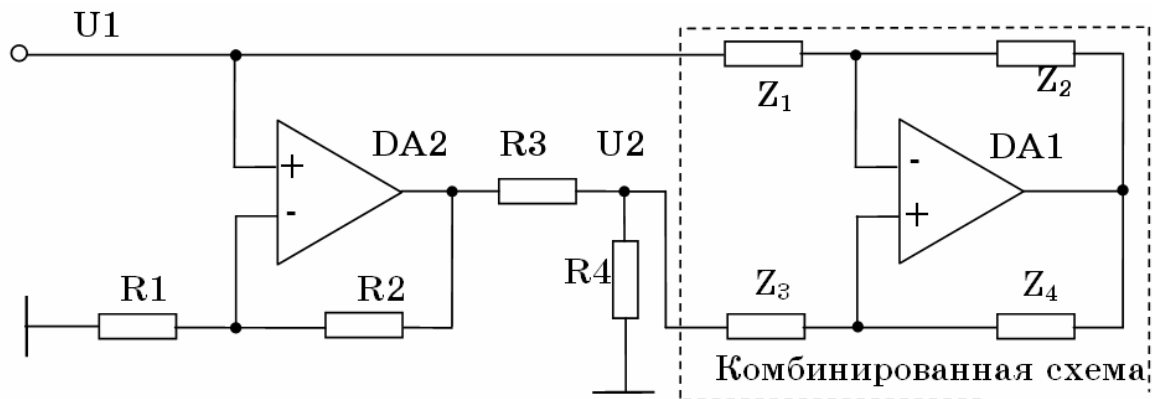 U1
Z₁
Z₂
DA2
R3
U2
DA1
+
-
-
+
R1
R2
R4
Z₃
Z₄
Комбинированная схема